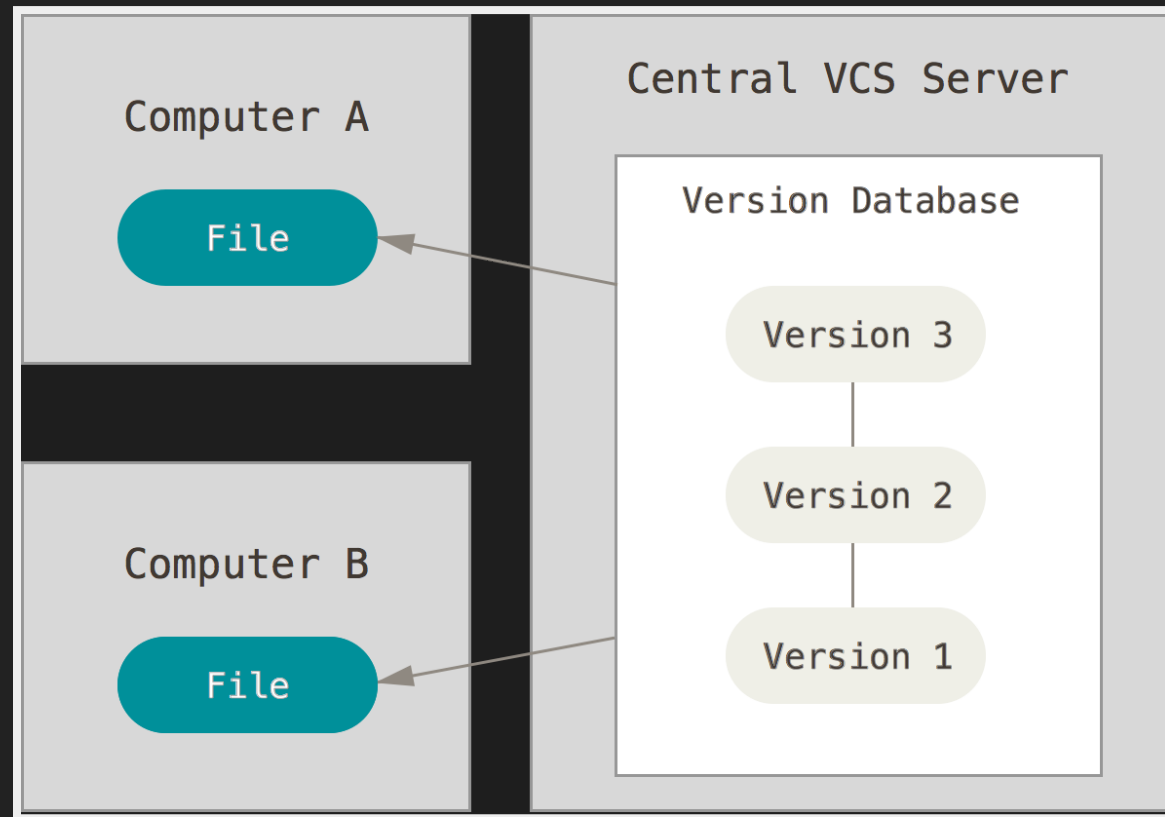 Computer A
File
Computer B
File
Central VCS Server
Version Database
Version 3
Version 2
Version 1